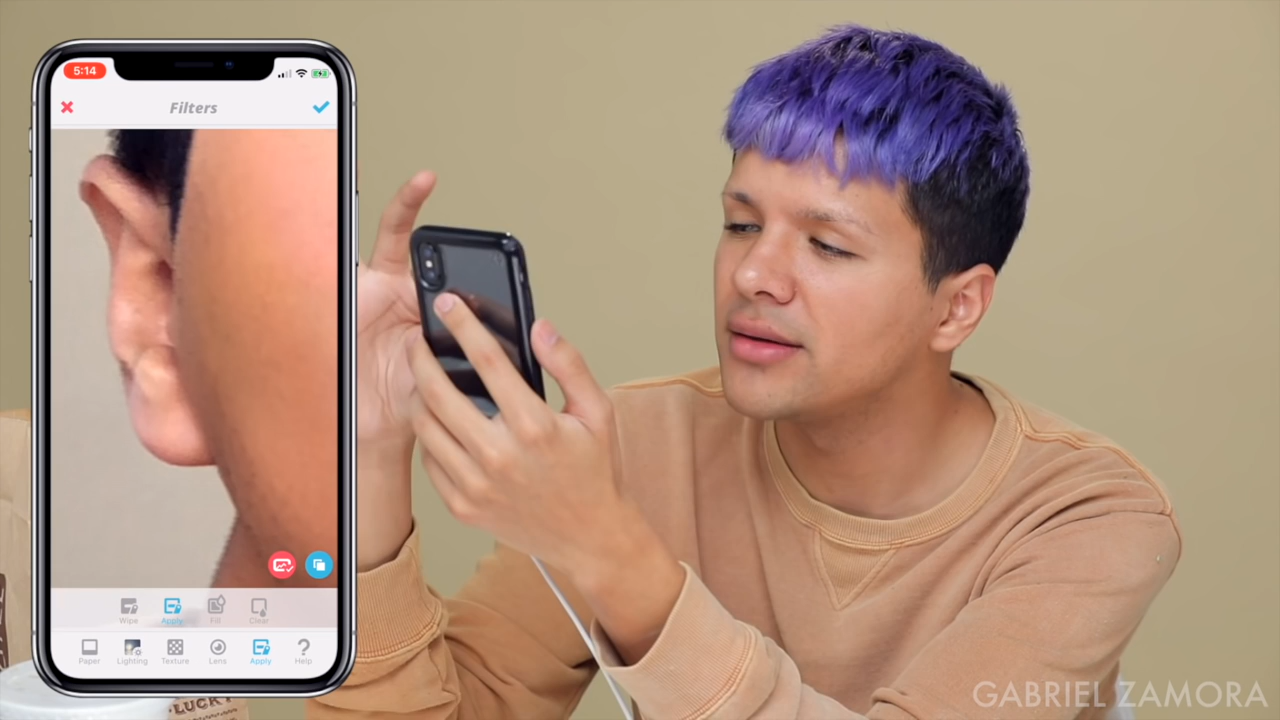 5:14
Filters
Wipe
Apply
Fill
Clear
Paper
Lighting
Texture
Lens
Apply
?
Help
LUCKY
GABRIEL ZAMORA